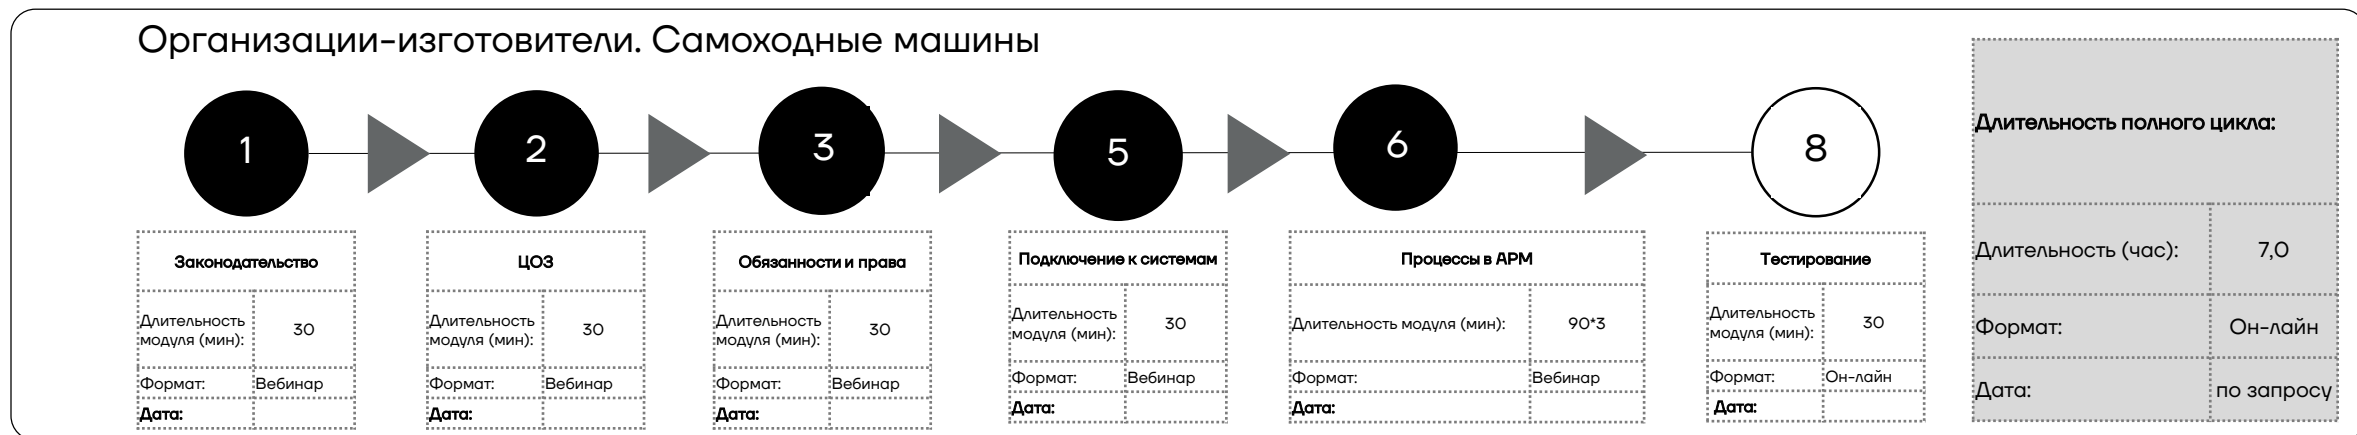 Организации-изготовители. Самоходные машины
1
2
3
5
6
8
Законодательство
Длительность
модуля (мин):
30
Формат:
Вебинар
Дата:
ЦОЗ
Длительность
модуля (мин):
30
Формат:
Вебинар
Дата:
Обязанности и права
Длительность
модуля (мин):
30
Формат:
Вебинар
Дата:
Подключение к системам
Длительность
модуля (мин):
30
Формат:
Вебинар
Дата:
Процессы в АРМ
Длительность модуля (мин):
90*3
Формат:
Вебинар
Дата:
Тестирование
Длительность
модуля (мин):
30
Формат:
Он-лайн
Дата:
Длительность полного цикла:
Длительность (час):
7,0
Формат:
Он-лайн
Дата:
по запросу